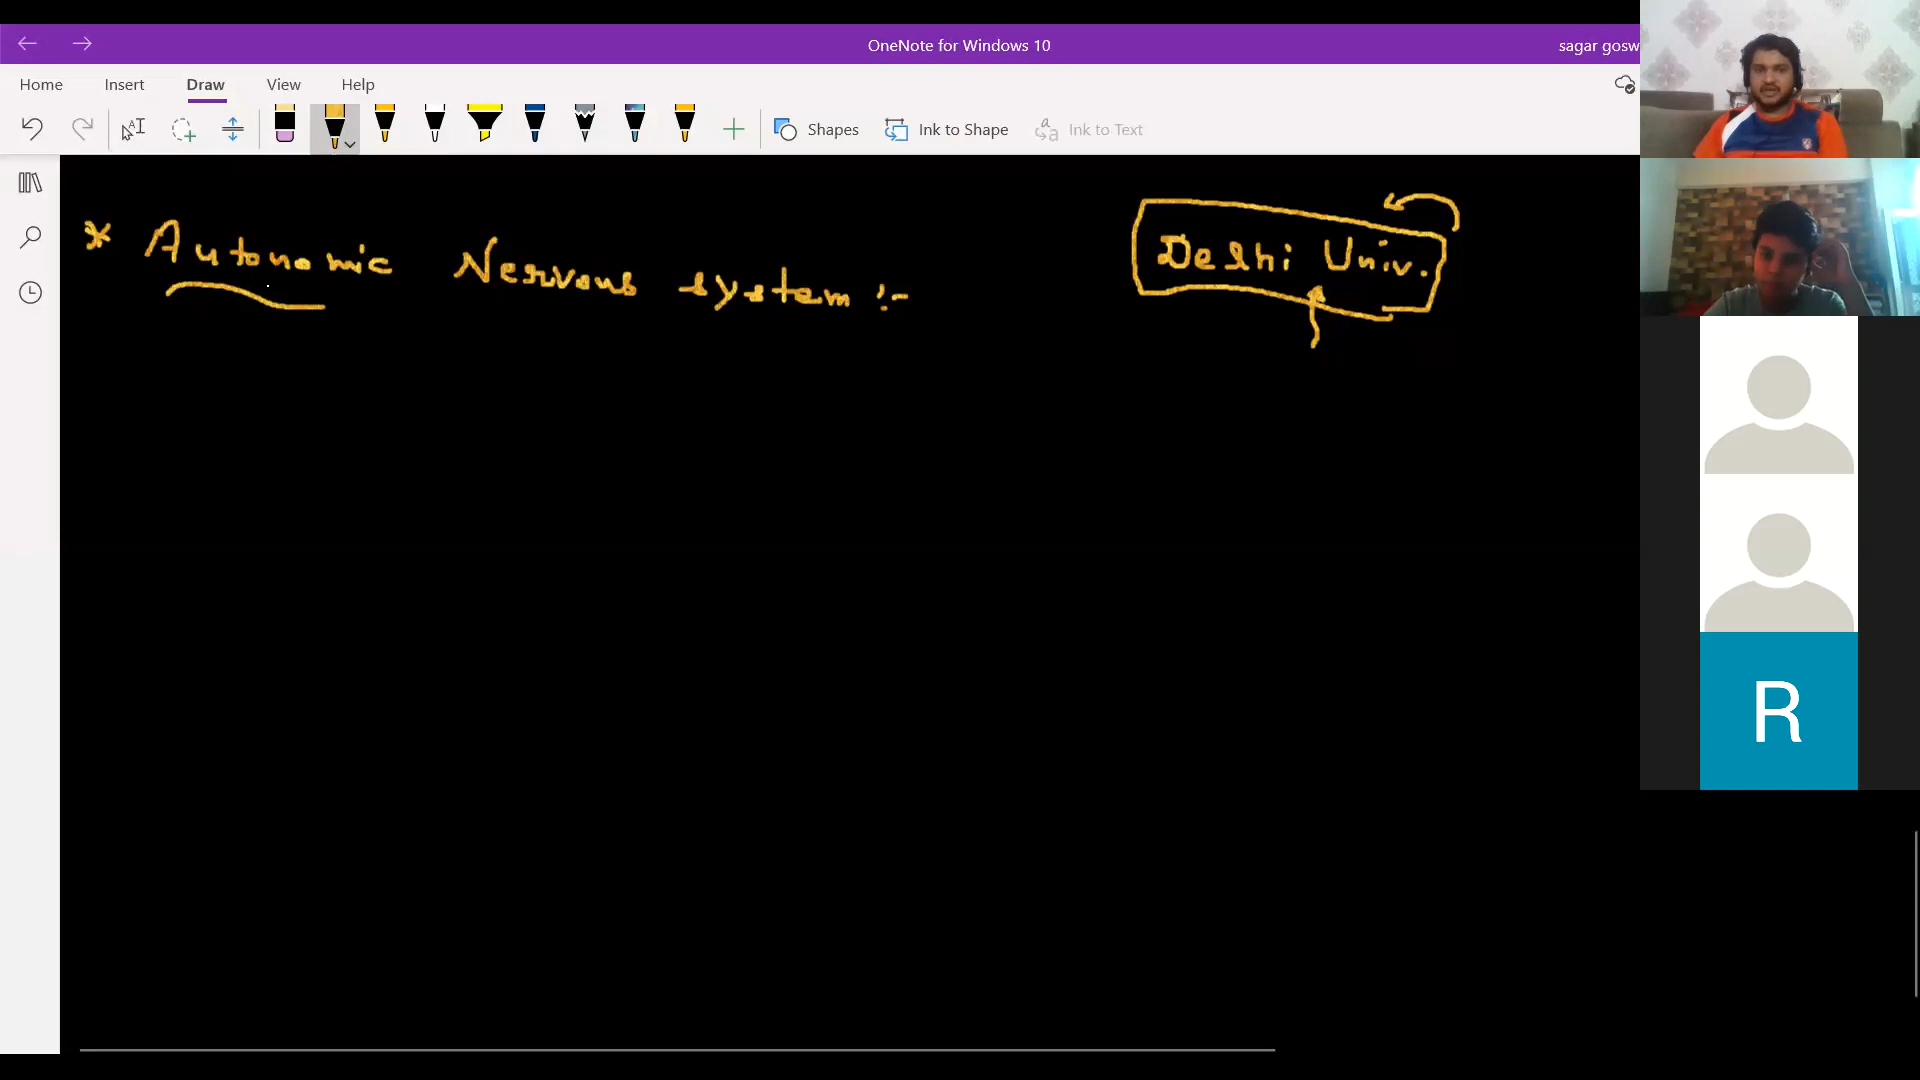 OneNote for Windows 10
sagar gosw
Home Insert Draw View Help
Shapes Ink to Shape Ink to Text
* Autonomic Nervous system :-
Delhi Univ.
R